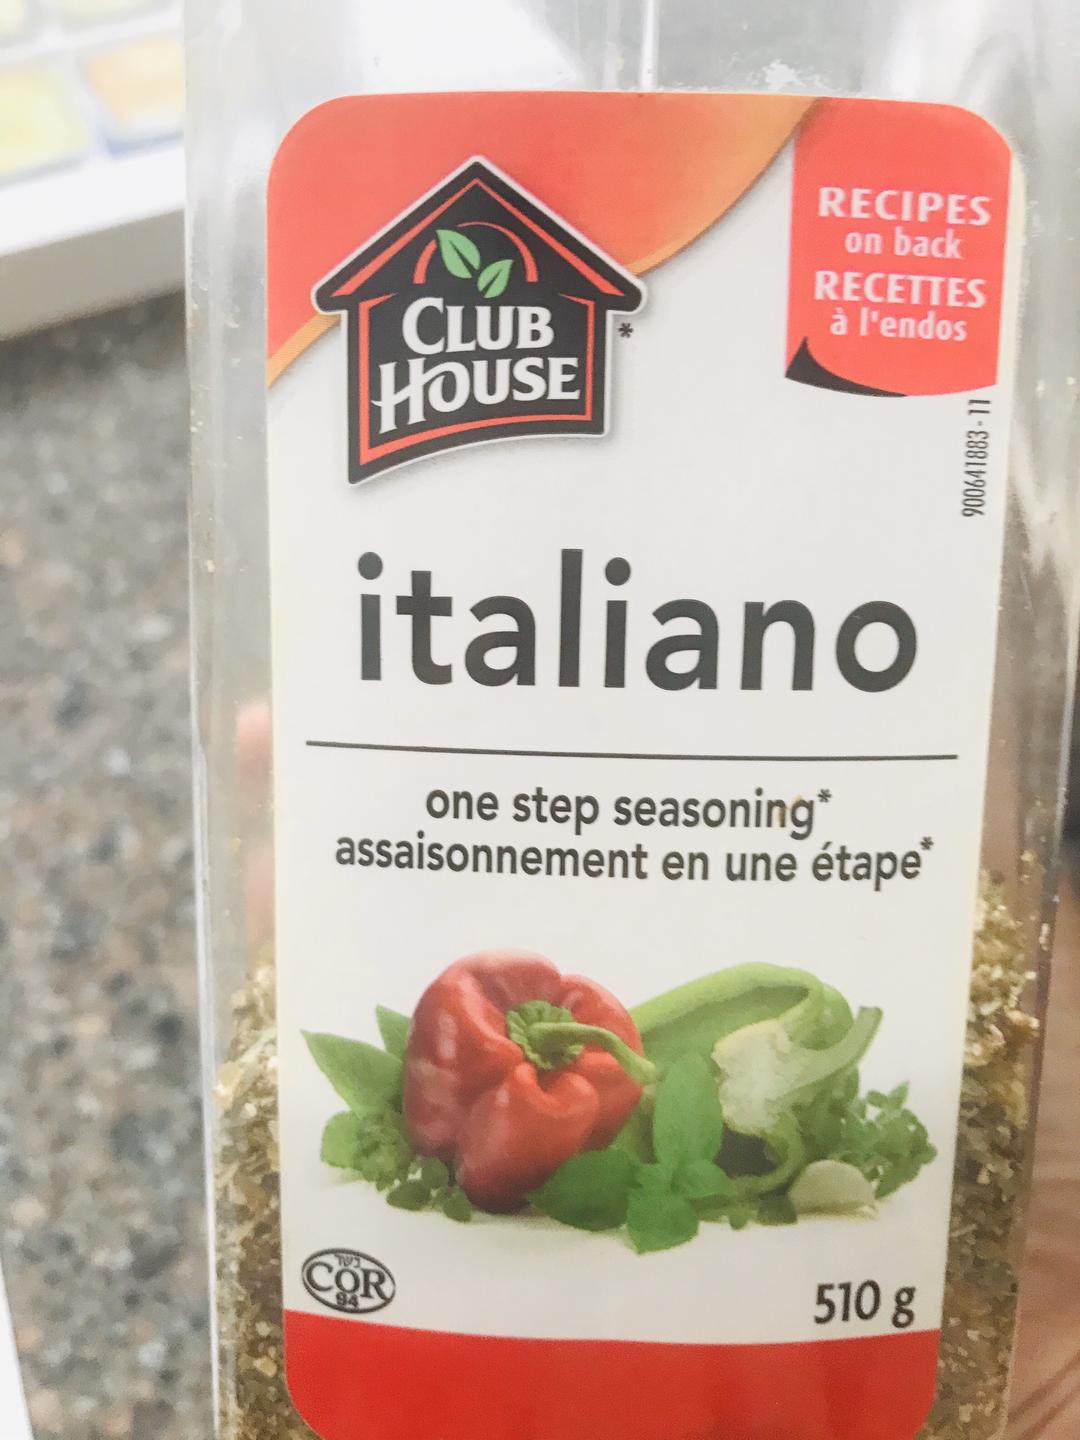 CLUB
HOUSE*
RECIPES
on back
RECETTES
à l'endos
900641883-11
italiano
one step seasoning*
assaisonnement en une étape*
כשר
COR
94
510 g